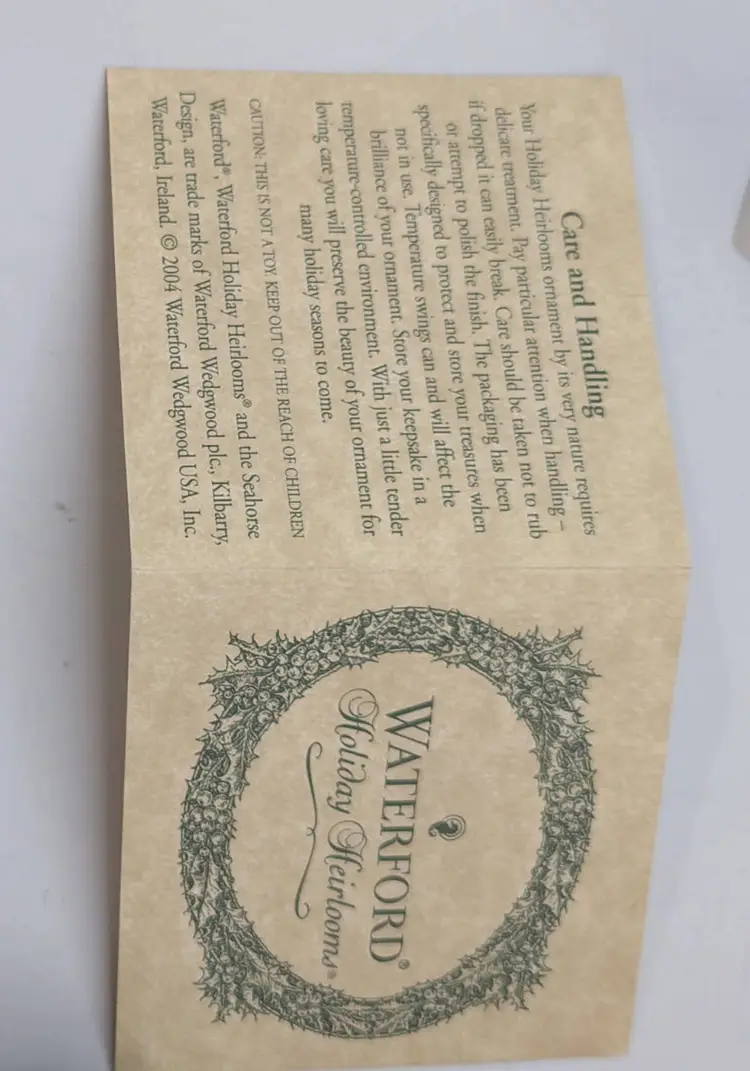 Care and Handling
Your Holiday Heirlooms ornament by its very nature requires
delicate treatment. Pay particular attention when handling –
if dropped it can easily break. Care should be taken not to rub
or attempt to polish the finish. The packaging has been
specifically designed to protect and store your treasures when
not in use. Temperature swings can and will affect the
brilliance of your ornament. Store your keepsake in a
temperature-controlled environment. With just a little tender
loving care you will preserve the beauty of your ornament for
many holiday seasons to come.
CAUTION: THIS IS NOT A TOY. KEEP OUT OF THE REACH OF CHILDREN
Waterford®, Waterford Holiday Heirlooms® and the Seahorse
Design, are trade marks of Waterford Wedgwood plc., Kilbarry,
Waterford, Ireland. © 2004 Waterford Wedgwood USA, Inc.
WATERFORD®
Holiday Heirlooms®